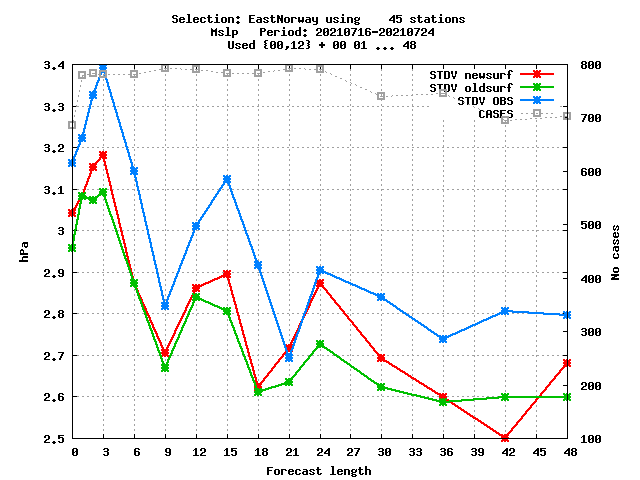 Selection: EastNorway using    45 stations
Mslp   Period: 20210716-20210724
Used {00,12} + 00 01 ... 48
STDV newsurf
STDV oldsurf
STDV OBS
CASES
3.4
3.3
3.2
3.1
3
2.9
2.8
2.7
2.6
2.5
hPa
800
700
600
500
400
300
200
100
No cases
0 3 6 9 12 15 18 21 24 27 30 33 36 39 42 45 48
Forecast length